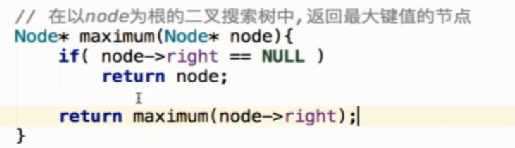 // 在以node为根的二叉搜索树中,返回最大键值的节点
Node* maximum(Node* node){
    if( node->right == NULL )
        return node;
    return maximum(node->right);
}